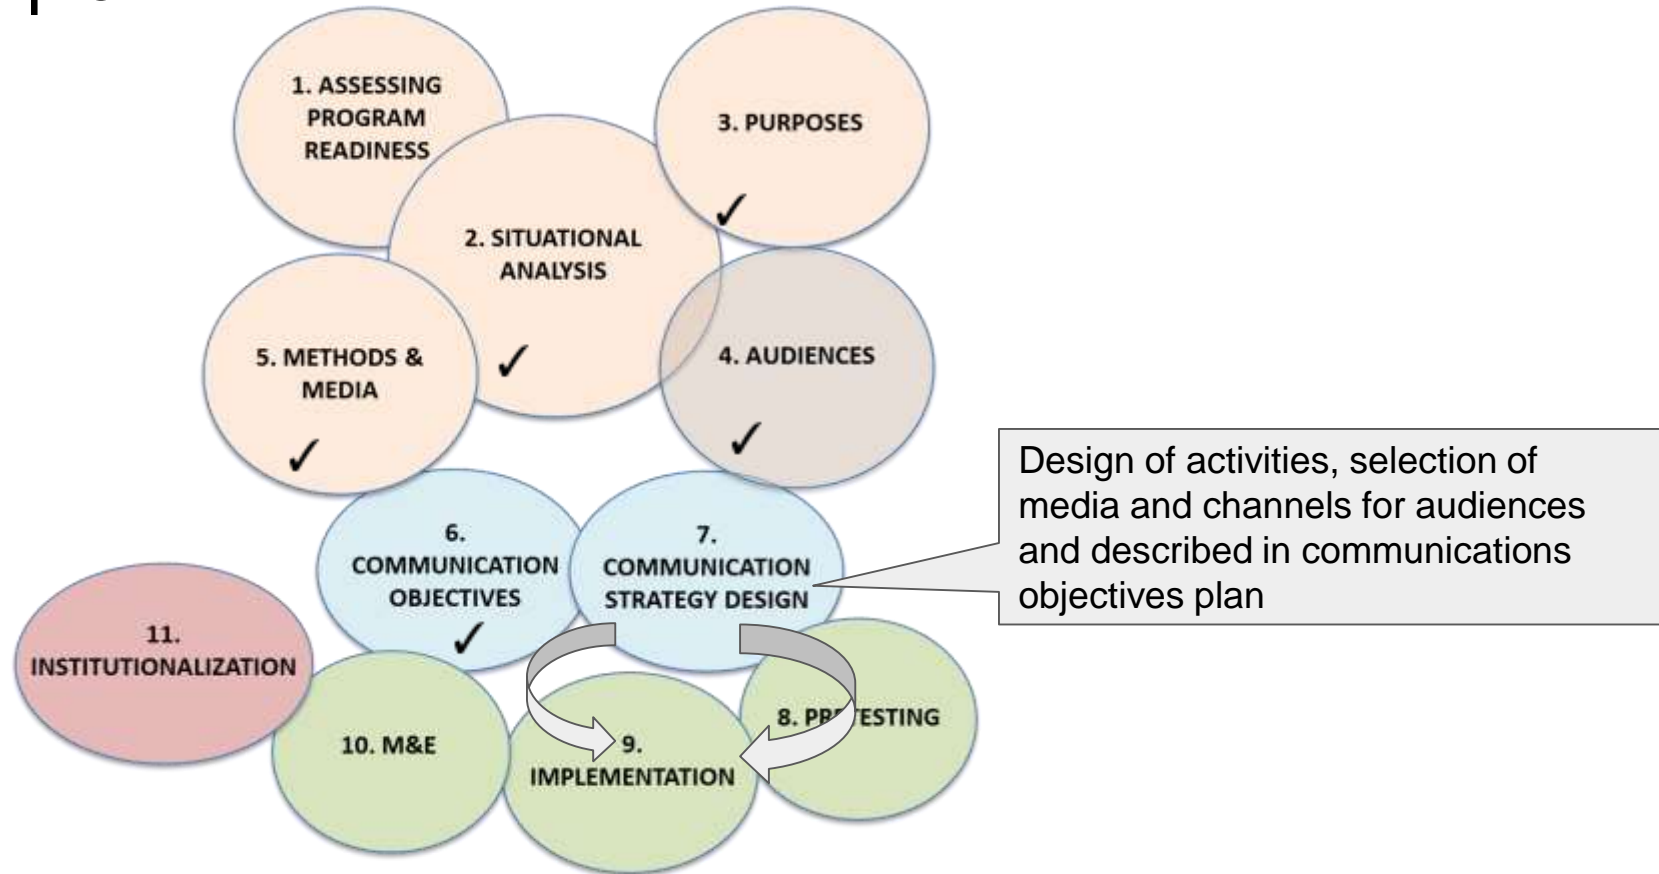 1. ASSESSING
PROGRAM
READINESS
3. PURPOSES
✓
2. SITUATIONAL
ANALYSIS
✓
5. METHODS &
MEDIA
✓
4. AUDIENCES
✓
6.
COMMUNICATION
OBJECTIVES
✓
7.
COMMUNICATION
STRATEGY DESIGN
Design of activities, selection of
media and channels for audiences
and described in communications
objectives plan
11.
INSTITUTIONALIZATION
10. M&E
9.
IMPLEMENTATION
8. PRETESTING